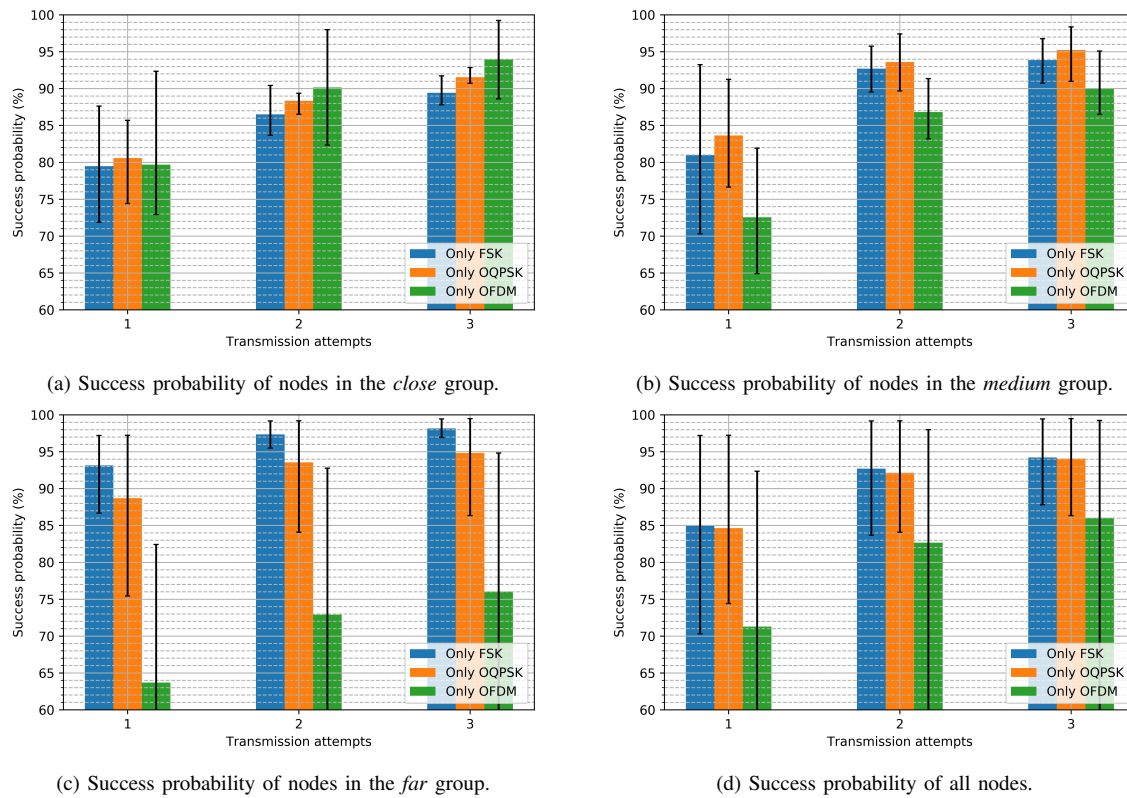 100
95
90
85
80
75
70
65
60
Success probability (%)
1
2
3
Transmission attempts
Only FSK
Only OQPSK
Only OFDM
(a) Success probability of nodes in the close group.
100
95
90
85
80
75
70
65
60
Success probability (%)
1
2
3
Transmission attempts
Only FSK
Only OQPSK
Only OFDM
(b) Success probability of nodes in the medium group.
100
95
90
85
80
75
70
65
60
Success probability (%)
1
2
3
Transmission attempts
Only FSK
Only OQPSK
Only OFDM
(c) Success probability of nodes in the far group.
100
95
90
85
80
75
70
65
60
Success probability (%)
1
2
3
Transmission attempts
Only FSK
Only OQPSK
Only OFDM
(d) Success probability of all nodes.